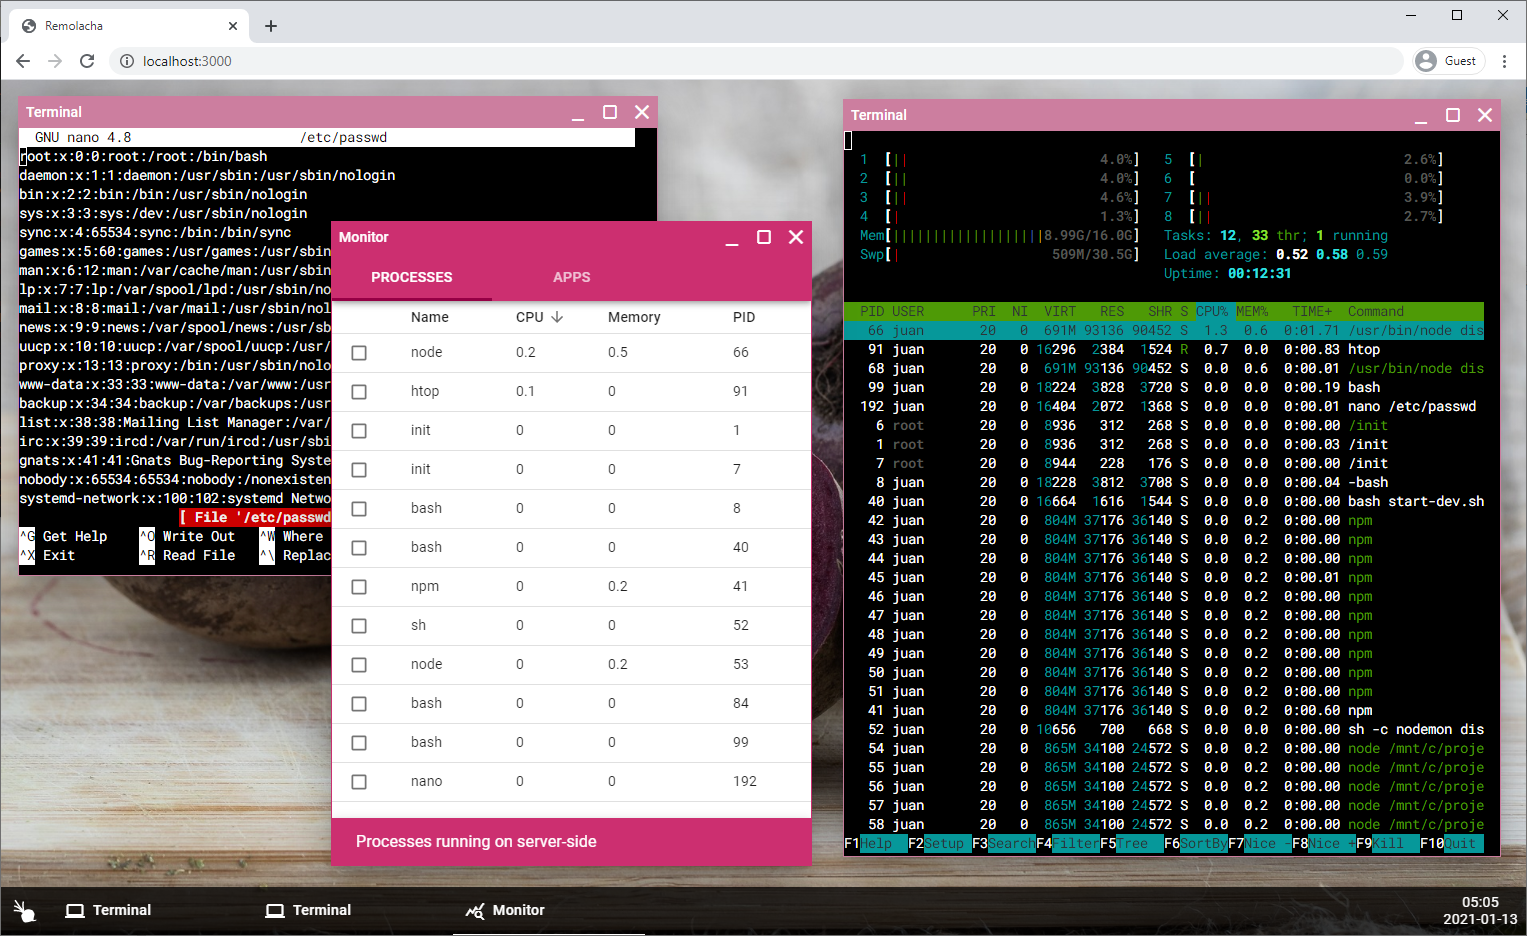 Remolacha
localhost:3000
Guest
Terminal
GNU nano 4.8 /etc/passwd
root:x:0:0:root:/root:/bin/bash
daemon:x:1:1:daemon:/usr/sbin:/usr/sbin/nologin
bin:x:2:2:bin:/bin:/usr/sbin/nologin
sys:x:3:3:sys:/dev:/usr/sbin/nologin
sync:x:4:65534:sync:/bin:/bin/sync
games:x:5:60:games:/usr/games:/usr/sbin
man:x:6:12:man:/var/cache/man:/usr/sbin
lp:x:7:7:lp:/var/spool/lpd:/usr/sbin/no
mail:x:8:8:mail:/var/mail:/usr/sbin/nol
news:x:9:9:news:/var/spool/news:/usr/sb
uucp:x:10:10:uucp:/var/spool/uucp:/usr/
proxy:x:13:13:proxy:/bin:/usr/sbin/nolo
www-data:x:33:33:www-data:/var/www:/usr
backup:x:34:34:backup:/var/backups:/usr
list:x:38:38:Mailing List Manager:/var/
irc:x:39:39:ircd:/var/run/ircd:/usr/sbi
gnats:x:41:41:Gnats Bug-Reporting Syste
nobody:x:65534:65534:nobody:/nonexisten
systemd-network:x:100:102:systemd Netwo
[ File '/etc/passwd
^G Get Help ^O Write Out ^W Where
^X Exit ^R Read File ^\ Replac
Monitor
PROCESSES APPS
Name CPU Memory PID
node 0.2 0.5 66
htop 0.1 0 91
init 0 0 1
init 0 0 7
bash 0 0 8
bash 0 0 40
npm 0 0.2 41
sh 0 0 52
node 0 0.2 53
bash 0 0 84
bash 0 0 99
nano 0 0 192
Processes running on server-side
Terminal
1 [|| 4.0%] 5 [| 2.6%]
2 [|| 4.0%] 6 [ 0.0%]
3 [|| 4.6%] 7 [|| 3.9%]
4 [| 1.3%] 8 [|| 2.7%]
Mem[|||||||||||||||||||8.99G/16.0G] Tasks: 12, 33 thr; 1 running
Swp[| 509M/30.5G] Load average: 0.52 0.58 0.59
Uptime: 00:12:31
PID USER PRI NI VIRT RES SHR S CPU% MEM% TIME+ Command
66 juan 20 0 691M 93136 90452 S 1.3 0.6 0:01.71 /usr/bin/node dis
91 juan 20 0 16296 2384 1524 R 0.7 0.0 0:00.83 htop
68 juan 20 0 691M 93136 90452 S 0.0 0.6 0:00.01 /usr/bin/node dis
99 juan 20 0 18224 3828 3720 S 0.0 0.0 0:00.19 bash
192 juan 20 0 16404 2072 1368 S 0.0 0.0 0:00.01 nano /etc/passwd
6 root 20 0 8936 312 268 S 0.0 0.0 0:00.00 /init
1 root 20 0 8936 312 268 S 0.0 0.0 0:00.03 /init
7 root 20 0 8944 228 176 S 0.0 0.0 0:00.00 /init
8 juan 20 0 18228 3812 3708 S 0.0 0.0 0:00.04 -bash
40 juan 20 0 16664 1616 1544 S 0.0 0.0 0:00.00 bash start-dev.sh
42 juan 20 0 804M 37176 36140 S 0.0 0.2 0:00.00 npm
43 juan 20 0 804M 37176 36140 S 0.0 0.2 0:00.00 npm
44 juan 20 0 804M 37176 36140 S 0.0 0.2 0:00.00 npm
45 juan 20 0 804M 37176 36140 S 0.0 0.2 0:00.01 npm
46 juan 20 0 804M 37176 36140 S 0.0 0.2 0:00.00 npm
47 juan 20 0 804M 37176 36140 S 0.0 0.2 0:00.00 npm
48 juan 20 0 804M 37176 36140 S 0.0 0.2 0:00.00 npm
49 juan 20 0 804M 37176 36140 S 0.0 0.2 0:00.00 npm
50 juan 20 0 804M 37176 36140 S 0.0 0.2 0:00.00 npm
51 juan 20 0 804M 37176 36140 S 0.0 0.2 0:00.00 npm
41 juan 20 0 804M 37176 36140 S 0.0 0.2 0:00.60 npm
52 juan 20 0 10656 700 668 S 0.0 0.0 0:00.00 sh -c nodemon dis
54 juan 20 0 865M 34100 24572 S 0.0 0.2 0:00.00 node /mnt/c/proje
55 juan 20 0 865M 34100 24572 S 0.0 0.2 0:00.00 node /mnt/c/proje
56 juan 20 0 865M 34100 24572 S 0.0 0.2 0:00.00 node /mnt/c/proje
57 juan 20 0 865M 34100 24572 S 0.0 0.2 0:00.00 node /mnt/c/proje
58 juan 20 0 865M 34100 24572 S 0.0 0.2 0:00.00 node /mnt/c/proje
F1Help F2Setup F3SearchF4FilterF5Tree F6SortByF7Nice -F8Nice +F9Kill F10Quit
Terminal
Terminal
Monitor
05:05
2021-01-13